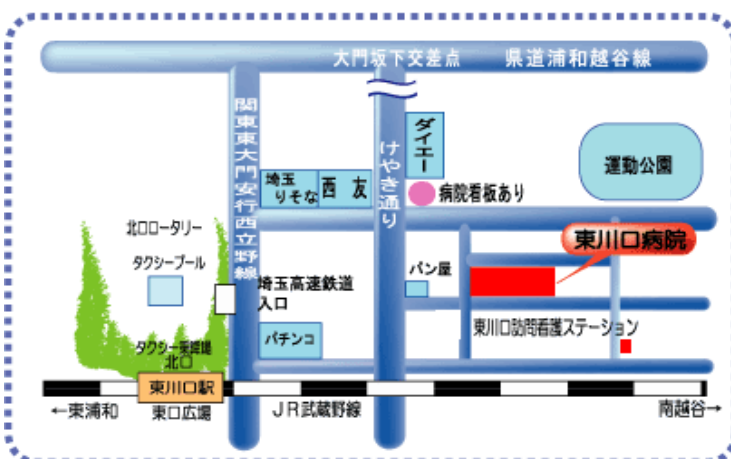 大門坂下交差点 県道浦和越谷線
関東東大門安行西立野線
けやき通り
ダイエー
運動公園
埼玉
りそな
西友
病院看板あり
北口ロータリー
タクシープール
東川口病院
埼玉高速鉄道
入口
パン屋
パチンコ
東川口訪問看護ステーション
タクシー乗降場
北口
東川口駅
←東浦和
東口広場
JR武蔵野線
南越谷→